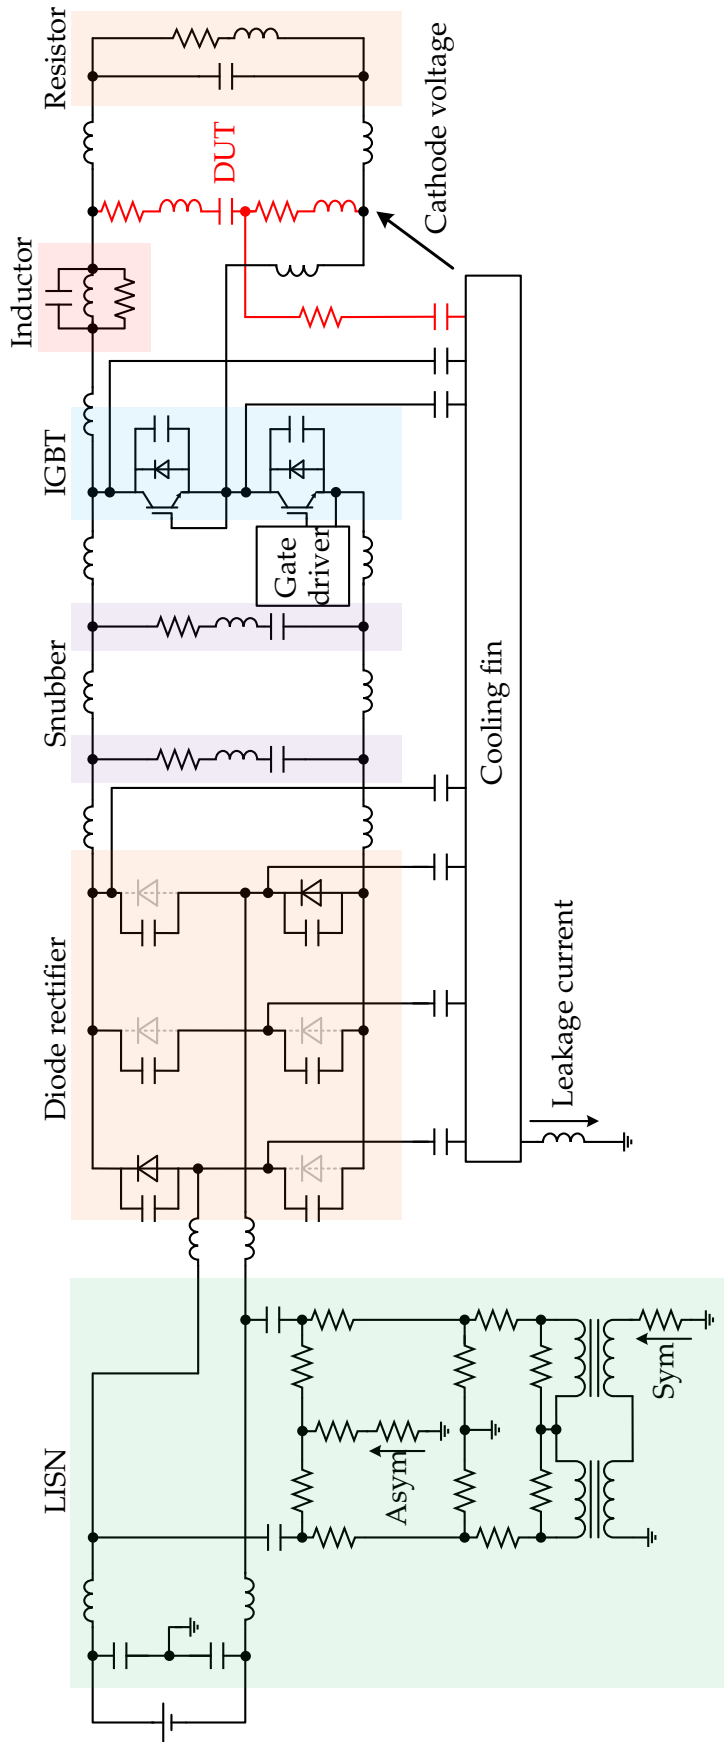 LISN
Asym
Sym
Diode rectifier
Leakage current
Snubber
Cooling fin
IGBT
Gate
driver
Inductor
DUT
Cathode voltage
Resistor